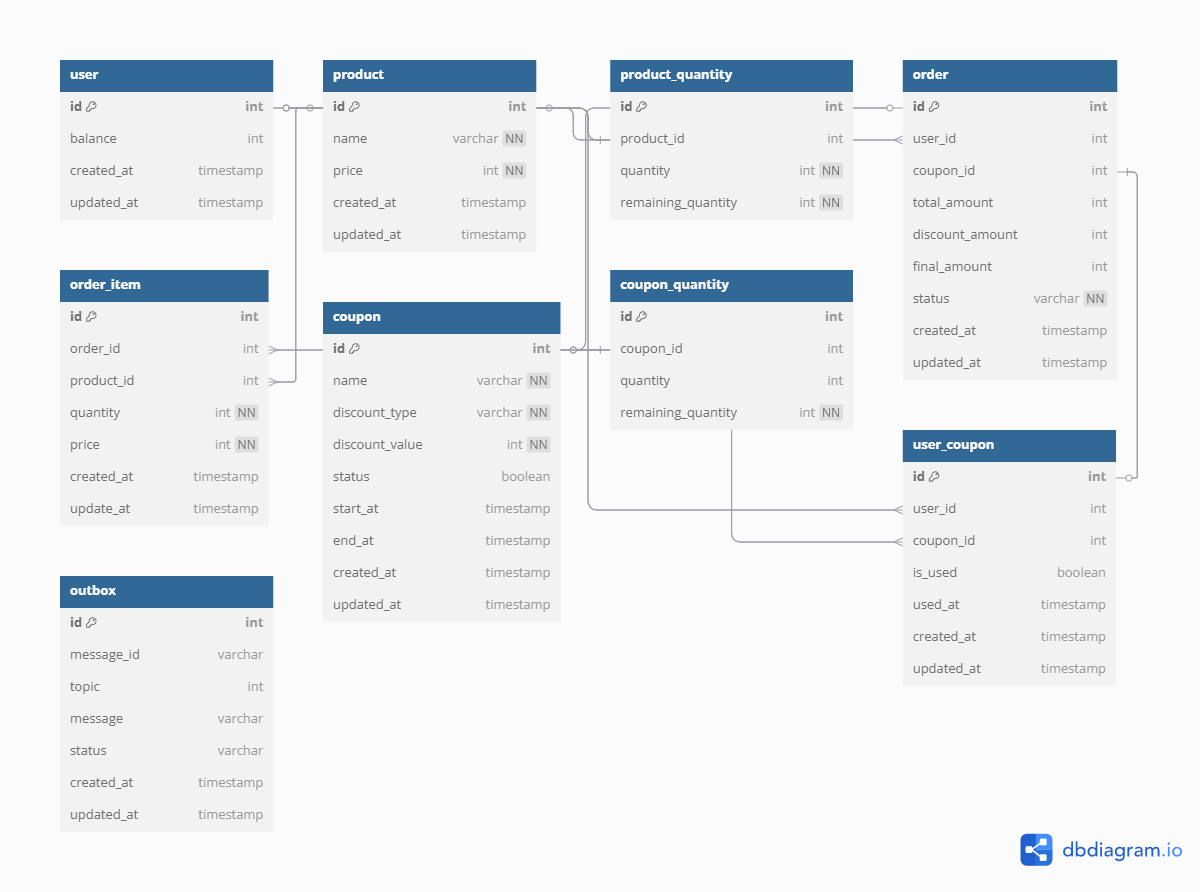 user
id int
balance int
created_at timestamp
updated_at timestamp
product
id int
name varchar NN
price int NN
created_at timestamp
updated_at timestamp
product_quantity
id int
product_id int
quantity int NN
remaining_quantity int NN
order
id int
user_id int
coupon_id int
total_amount int
discount_amount int
final_amount int
status varchar NN
created_at timestamp
updated_at timestamp
order_item
id int
order_id int
product_id int
quantity int NN
price int NN
created_at timestamp
update_at timestamp
coupon
id int
name varchar NN
discount_type varchar NN
discount_value int NN
status boolean
start_at timestamp
end_at timestamp
created_at timestamp
updated_at timestamp
coupon_quantity
id int
coupon_id int
quantity int
remaining_quantity int NN
user_coupon
id int
user_id int
coupon_id int
is_used boolean
used_at timestamp
created_at timestamp
updated_at timestamp
outbox
id int
message_id varchar
topic int
message varchar
status varchar
created_at timestamp
updated_at timestamp
dbdiagram.io